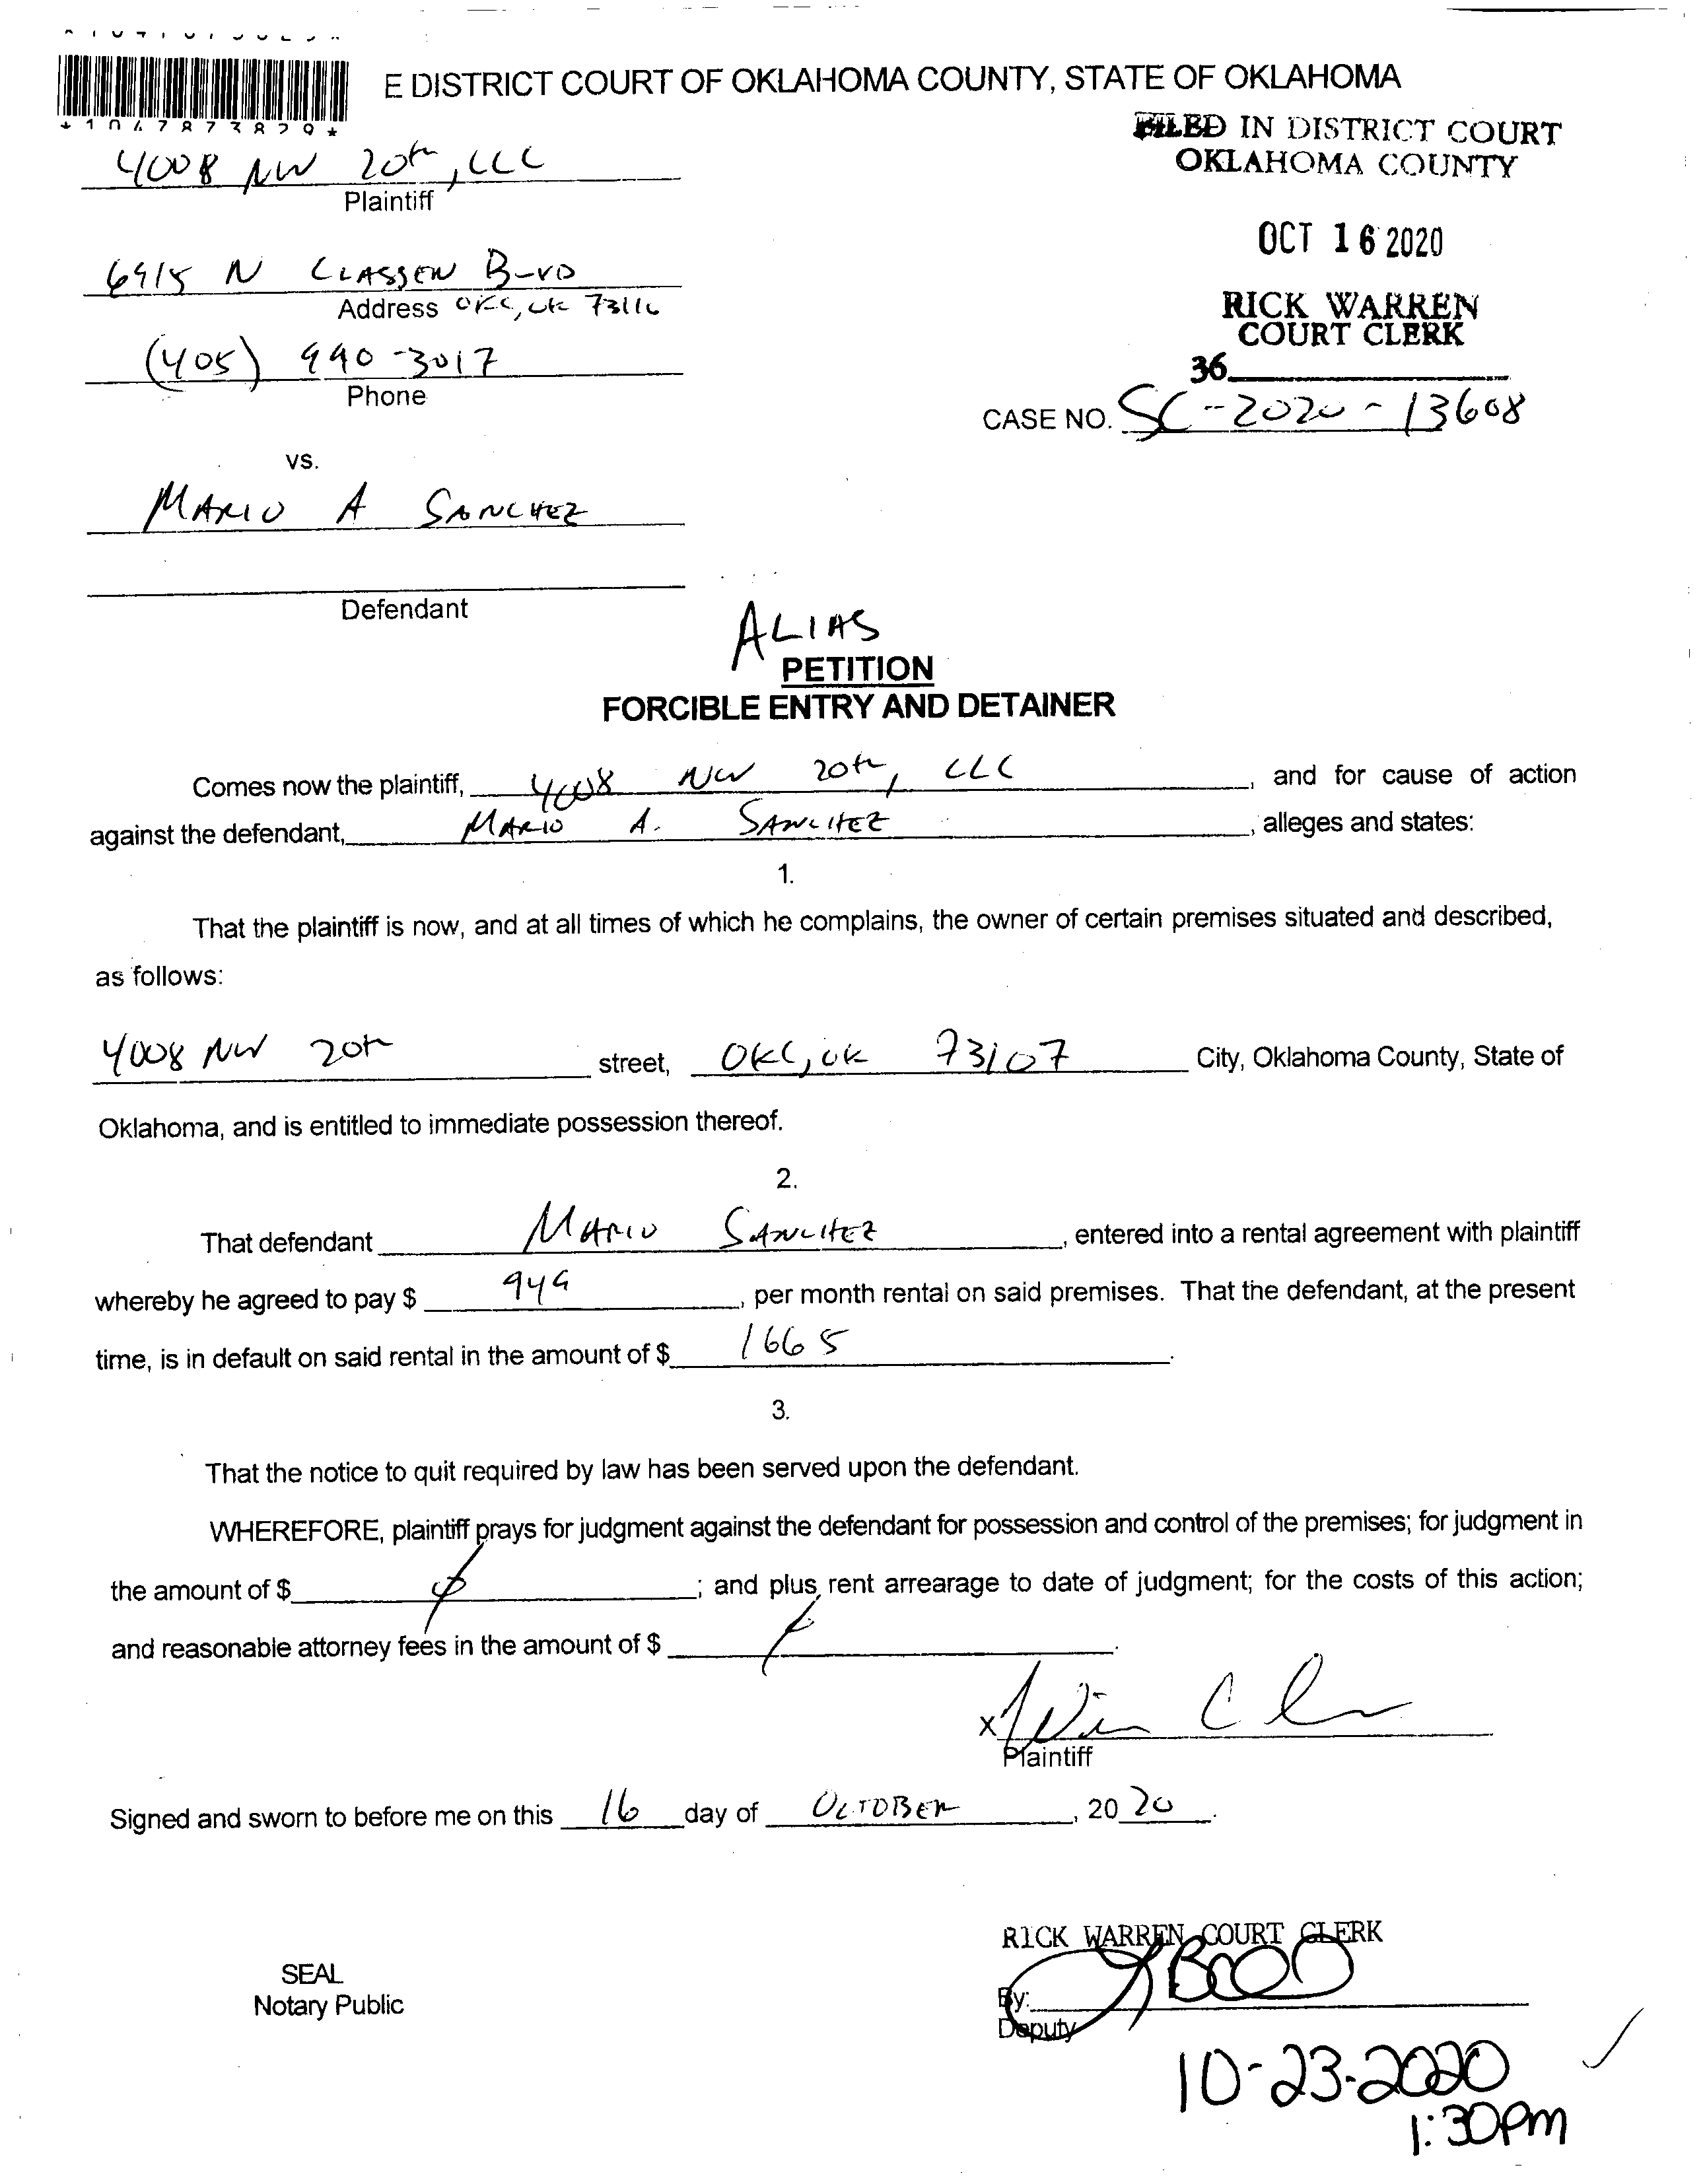 E DISTRICT COURT OF OKLAHOMA COUNTY, STATE OF OKLAHOMA
*1047873829*
FILED IN DISTRICT COURT
OKLAHOMA COUNTY
4008 NW 20th, LLC
Plaintiff
OCT 16 2020
6915 N CLASSEN BLVD
Address OKC, OK 73116
RICK WARREN
COURT CLERK
(405) 990-3017
Phone
36
CASE NO. SC-2020-13608
vs.
MARIO A SANCHEZ
Defendant
ALIAS
PETITION
FORCIBLE ENTRY AND DETAINER
Comes now the plaintiff, 4008 NW 20th, LLC, and for cause of action
against the defendant, MARIO A. SANCHEZ, alleges and states:
1.
That the plaintiff is now, and at all times of which he complains, the owner of certain premises situated and described,
as follows:
4008 NW 20th street, OKC, OK 73107 City, Oklahoma County, State of
Oklahoma, and is entitled to immediate possession thereof.
2.
That defendant MARIO SANCHEZ, entered into a rental agreement with plaintiff
whereby he agreed to pay $ 949, per month rental on said premises. That the defendant, at the present
time, is in default on said rental in the amount of $ 1665.
3.
That the notice to quit required by law has been served upon the defendant.
WHEREFORE, plaintiff prays for judgment against the defendant for possession and control of the premises; for judgment in
the amount of $ ; and plus rent arrearage to date of judgment; for the costs of this action;
and reasonable attorney fees in the amount of $ .
X
Plaintiff
Signed and sworn to before me on this 16 day of OCTOBER, 2020.
RICK WARREN COURT CLERK
SEAL
Notary Public
By:
Deputy
10-23-2020
1:30pm